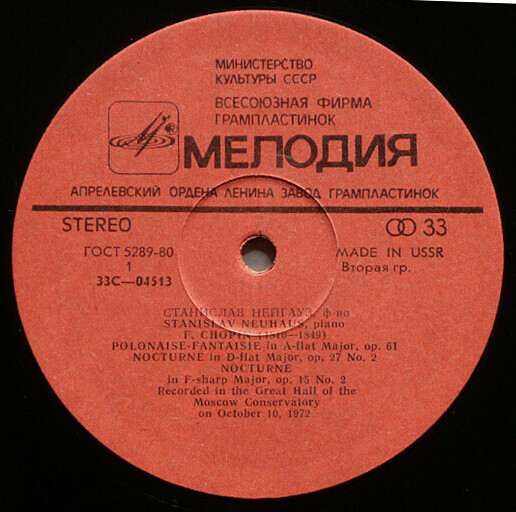 МИНИСТЕРСТВО
КУЛЬТУРЫ СССР
ВСЕСОЮЗНАЯ ФИРМА
ГРАМПЛАСТИНОК
МЕЛОДИЯ
АПРЕЛЕВСКИЙ ОРДЕНА ЛЕНИНА ЗАВОД ГРАМПЛАСТИНОК
STEREO 33
ГОСТ 5289-80 MADE IN USSR
1 Вторая гр.
33С—04513
СТАНИСЛАВ НЕЙГАУЗ, ф-но
STANISLAV NEUHAUS, piano
F. CHOPIN (1810—1849)
POLONAISE-FANTAISIE in A-flat Major, op. 61
NOCTURNE in D-flat Major, op. 27 No. 2
NOCTURNE
in F-sharp Major, op. 15 No. 2
Recorded in the Great Hall of the
Moscow Conservatory
on October 10, 1972